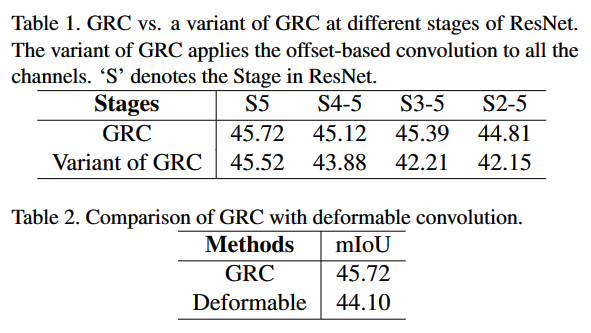 Table 1. GRC vs. a variant of GRC at different stages of ResNet.
The variant of GRC applies the offset-based convolution to all the
channels. ‘S’ denotes the Stage in ResNet.
Stages S5 S4-5 S3-5 S2-5
GRC 45.72 45.12 45.39 44.81
Variant of GRC 45.52 43.88 42.21 42.15
Table 2. Comparison of GRC with deformable convolution.
Methods mIoU
GRC 45.72
Deformable 44.10